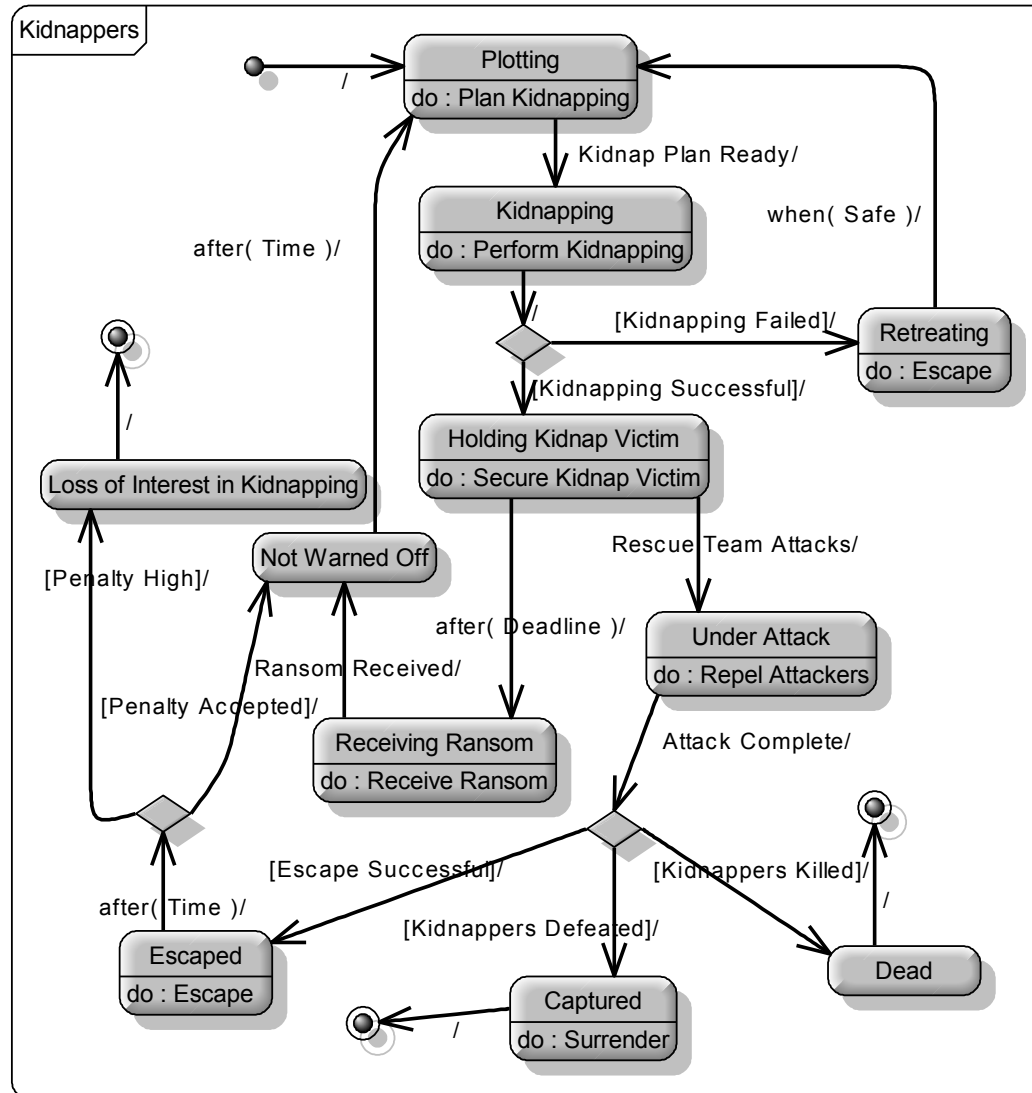 Kidnappers
Plotting
/
do : Plan Kidnapping
Kidnap Plan Ready/
Kidnapping
when( Safe )/
after( Time )/
do : Perform Kidnapping
/
[Kidnapping Failed]/
Retreating
do : Escape
[Kidnapping Successful]/
/
Holding Kidnap Victim
do : Secure Kidnap Victim
Loss of Interest in Kidnapping
Rescue Team Attacks/
Not Warned Off
[Penalty High]/
after( Deadline )/
Under Attack
do : Repel Attackers
Ransom Received/
[Penalty Accepted]/
Receiving Ransom
do : Receive Ransom
Attack Complete/
[Escape Successful]/
[Kidnappers Killed]/
after( Time )/
/
[Kidnappers Defeated]/
Escaped
do : Escape
Dead
Captured
do : Surrender
/